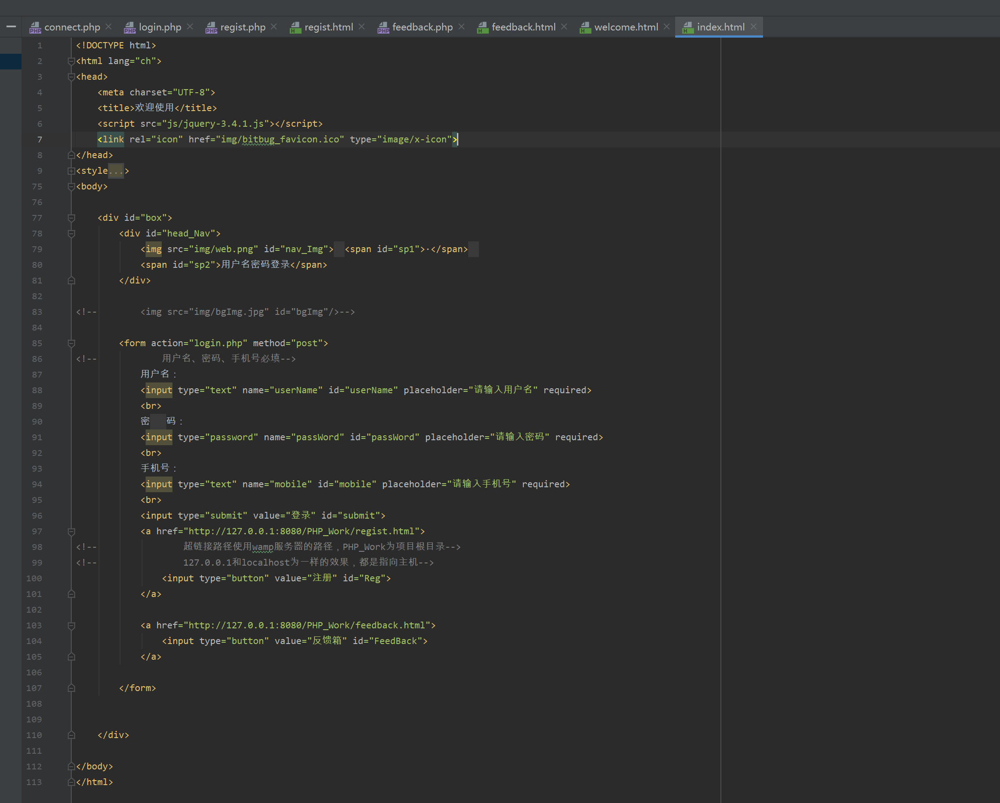 connect.php login.php regist.php regist.html feedback.php feedback.html welcome.html index.html
1 <!DOCTYPE html>
2 <html lang="ch">
3 <head>
4 <meta charset="UTF-8">
5 <title>欢迎使用</title>
6 <script src="js/jquery-3.4.1.js"></script>
7 <link rel="icon" href="img/bitbug_favicon.ico" type="image/x-icon">
8 </head>
9 <style...>
75 <body>
76
77 <div id="box">
78 <div id="head_Nav">
79 <img src="img/web.png" id="nav_Img">  <span id="sp1">·</span>
80 <span id="sp2">用户名密码登录</span>
81 </div>
82
83 <!-- <img src="img/bgImg.jpg" id="bgImg"/>-->
84
85 <form action="login.php" method="post">
86 <!-- 用户名、密码、手机号必填-->
87 用户名：
88 <input type="text" name="userName" id="userName" placeholder="请输入用户名" required>
89 <br>
90 密   码：
91 <input type="password" name="passWord" id="passWord" placeholder="请输入密码" required>
92 <br>
93 手机号：
94 <input type="text" name="mobile" id="mobile" placeholder="请输入手机号" required>
95 <br>
96 <input type="submit" value="登录" id="submit">
97 <a href="http://127.0.0.1:8080/PHP_Work/regist.html">
98 <!-- 超链接路径使用wamp服务器的路径，PHP_Work为项目根目录-->
99 <!-- 127.0.0.1和localhost为一样的效果，都是指向主机-->
100 <input type="button" value="注册" id="Reg">
101 </a>
102
103 <a href="http://127.0.0.1:8080/PHP_Work/feedback.html">
104 <input type="button" value="反馈箱" id="FeedBack">
105 </a>
106
107 </form>
108
109
110 </div>
111
112 </body>
113 </html>